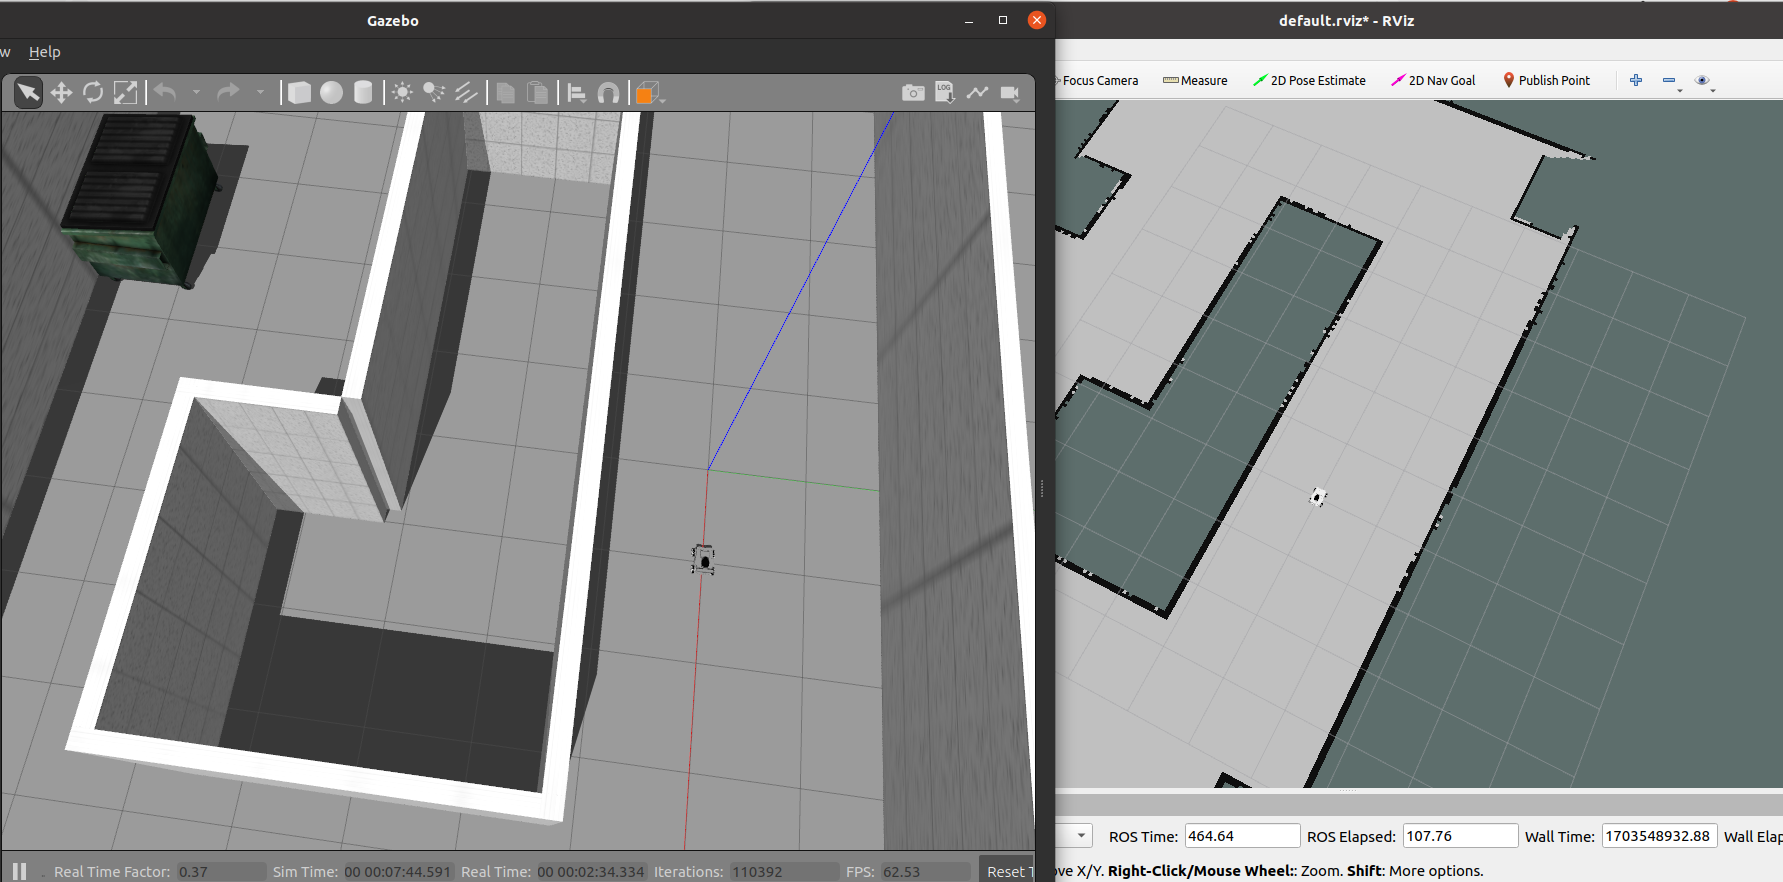 Gazebo
default.rviz* - RViz
w Help
Focus Camera Measure 2D Pose Estimate 2D Nav Goal Publish Point
LOG
ROS Time: 464.64 ROS Elapsed: 107.76 Wall Time: 1703548932.88 Wall Elap
Real Time Factor: 0.37 Sim Time: 00 00:07:44.591 Real Time: 00 00:02:34.334 Iterations: 110392 FPS: 62.53 Reset T
ove X/Y. Right-Click/Mouse Wheel:: Zoom. Shift: More options.